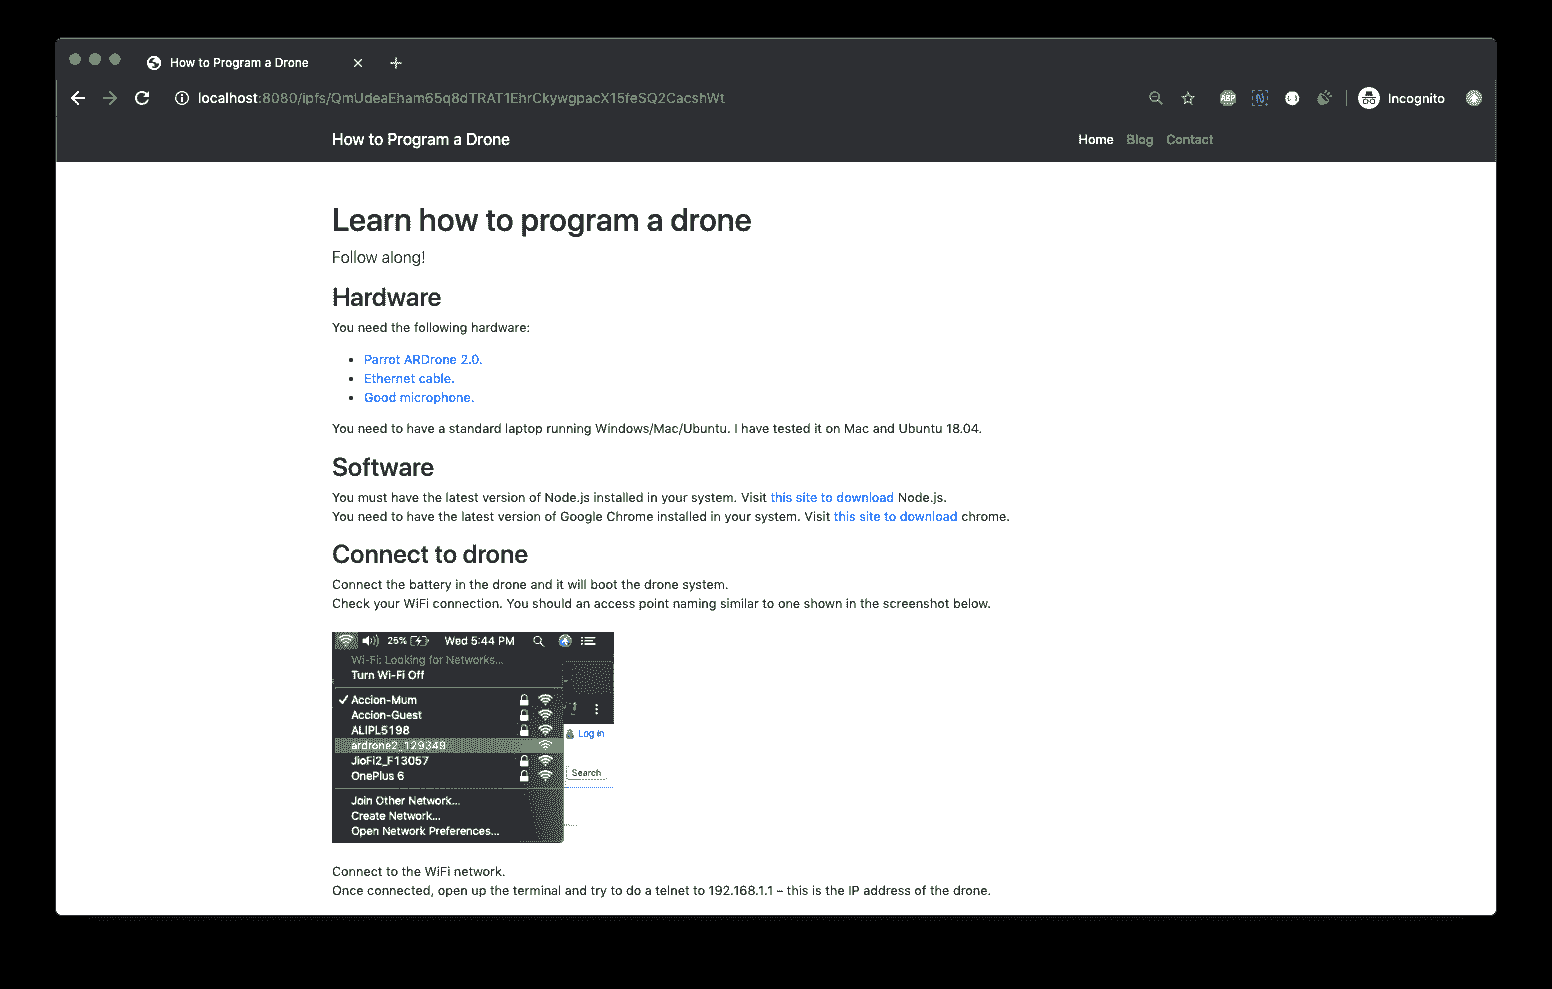 How to Program a Drone
localhost:8080/ipfs/QmUdeaEham65q8dTRAT1EhrCkywgpacX15feSQ2CacshWt
ABP
Incognito
How to Program a Drone
Home Blog Contact
Learn how to program a drone
Follow along!
Hardware
You need the following hardware:
Parrot ARDrone 2.0.
Ethernet cable.
Good microphone.
You need to have a standard laptop running Windows/Mac/Ubuntu. I have tested it on Mac and Ubuntu 18.04.
Software
You must have the latest version of Node.js installed in your system. Visit this site to download Node.js.
You need to have the latest version of Google Chrome installed in your system. Visit this site to download chrome.
Connect to drone
Connect the battery in the drone and it will boot the drone system.
Check your WiFi connection. You should an access point naming similar to one shown in the screenshot below.
25% Wed 5:44 PM
Wi-Fi: Looking for Networks...
Turn Wi-Fi Off
Accion-Mum
Accion-Guest
ALIPL5198
Log in
ardrone2_129349
JioFi2_F13057
OnePlus 6
Search
Join Other Network...
Create Network...
Open Network Preferences...
Connect to the WiFi network.
Once connected, open up the terminal and try to do a telnet to 192.168.1.1 – this is the IP address of the drone.